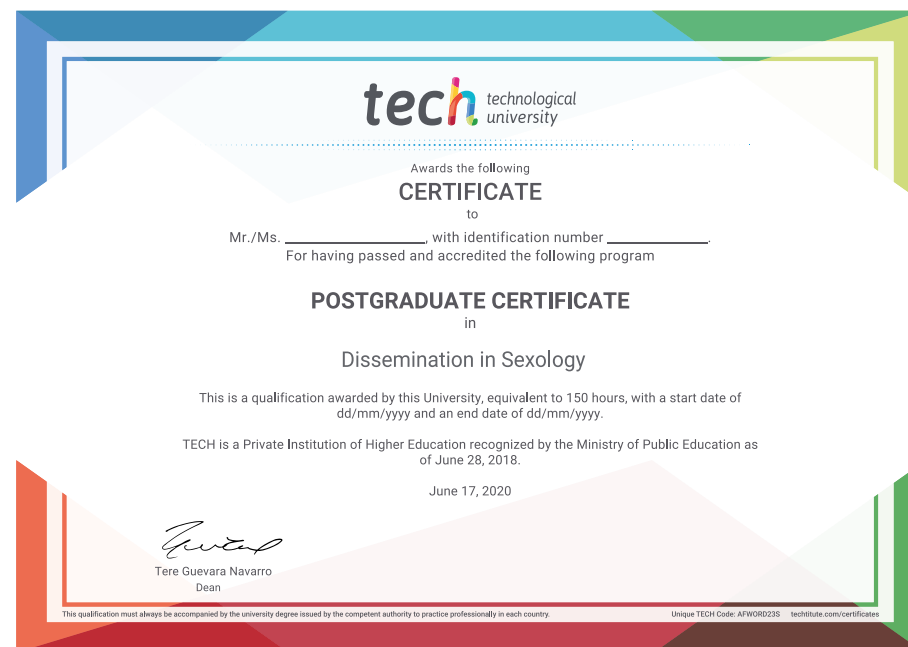 tech technological
university
Awards the following
CERTIFICATE
to
Mr./Ms. ____________________, with identification number ______________.
For having passed and accredited the following program
POSTGRADUATE CERTIFICATE
in
Dissemination in Sexology
This is a qualification awarded by this University, equivalent to 150 hours, with a start date of
dd/mm/yyyy and an end date of dd/mm/yyyy.
TECH is a Private Institution of Higher Education recognized by the Ministry of Public Education as
of June 28, 2018.
June 17, 2020
Tere Guevara Navarro
Dean
This qualification must always be accompanied by the university degree issued by the competent authority to practice professionally in each country. Unique TECH Code: AFWORD23S techtitute.com/certificates